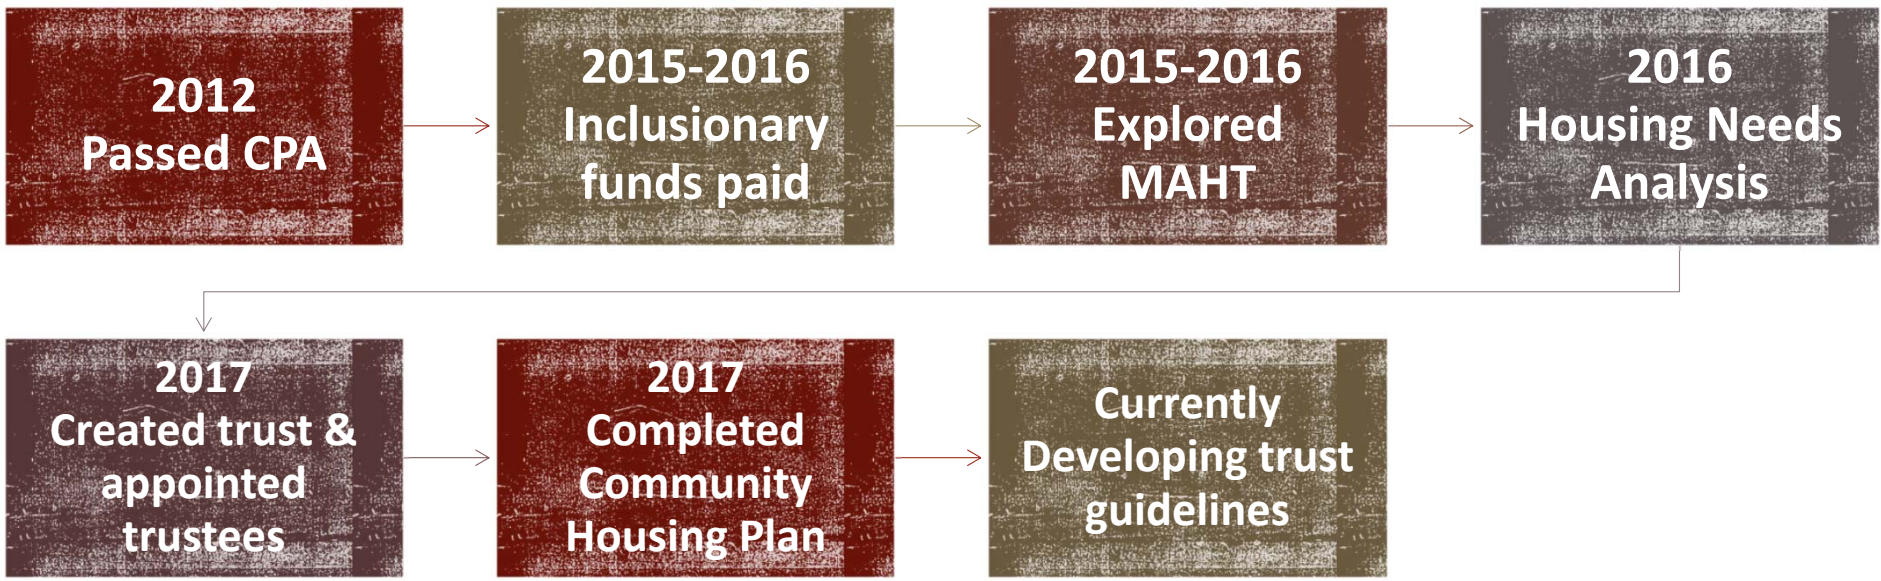 2012
Passed CPA
2015-2016
Inclusionary
funds paid
2015-2016
Explored
MAHT
2016
Housing Needs
Analysis
2017
Created trust &
appointed
trustees
2017
Completed
Community
Housing Plan
Currently
Developing trust
guidelines